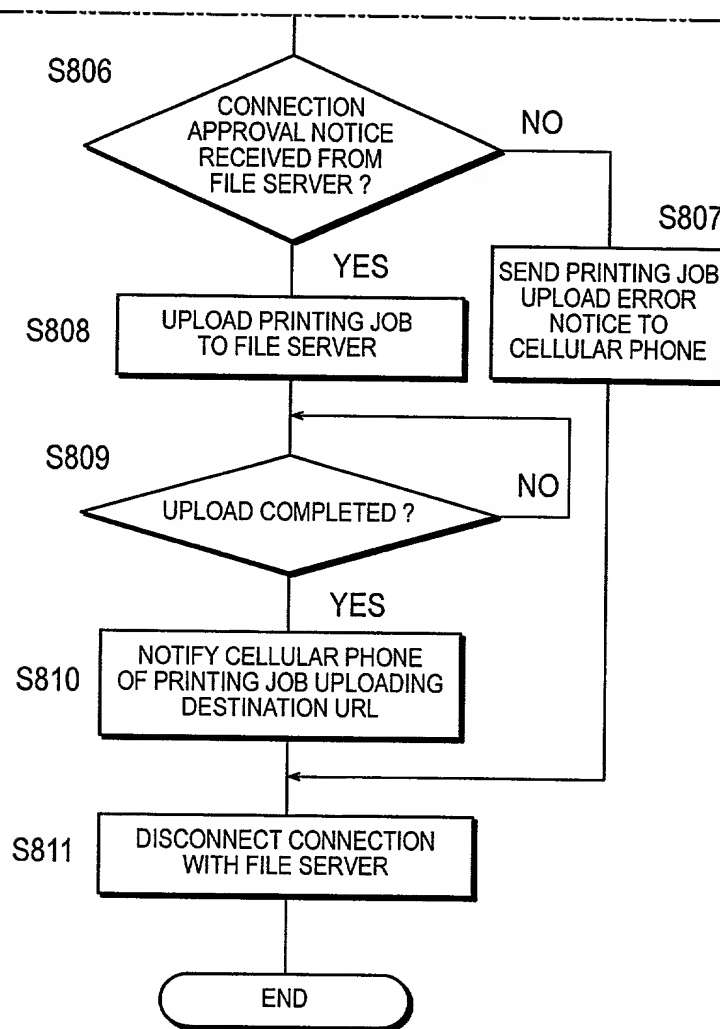 S806
CONNECTION
APPROVAL NOTICE
RECEIVED FROM
FILE SERVER ?
NO
YES
S807
SEND PRINTING JOB
UPLOAD ERROR
NOTICE TO
CELLULAR PHONE
S808
UPLOAD PRINTING JOB
TO FILE SERVER
S809
UPLOAD COMPLETED ?
NO
YES
S810
NOTIFY CELLULAR PHONE
OF PRINTING JOB UPLOADING
DESTINATION URL
S811
DISCONNECT CONNECTION
WITH FILE SERVER
END